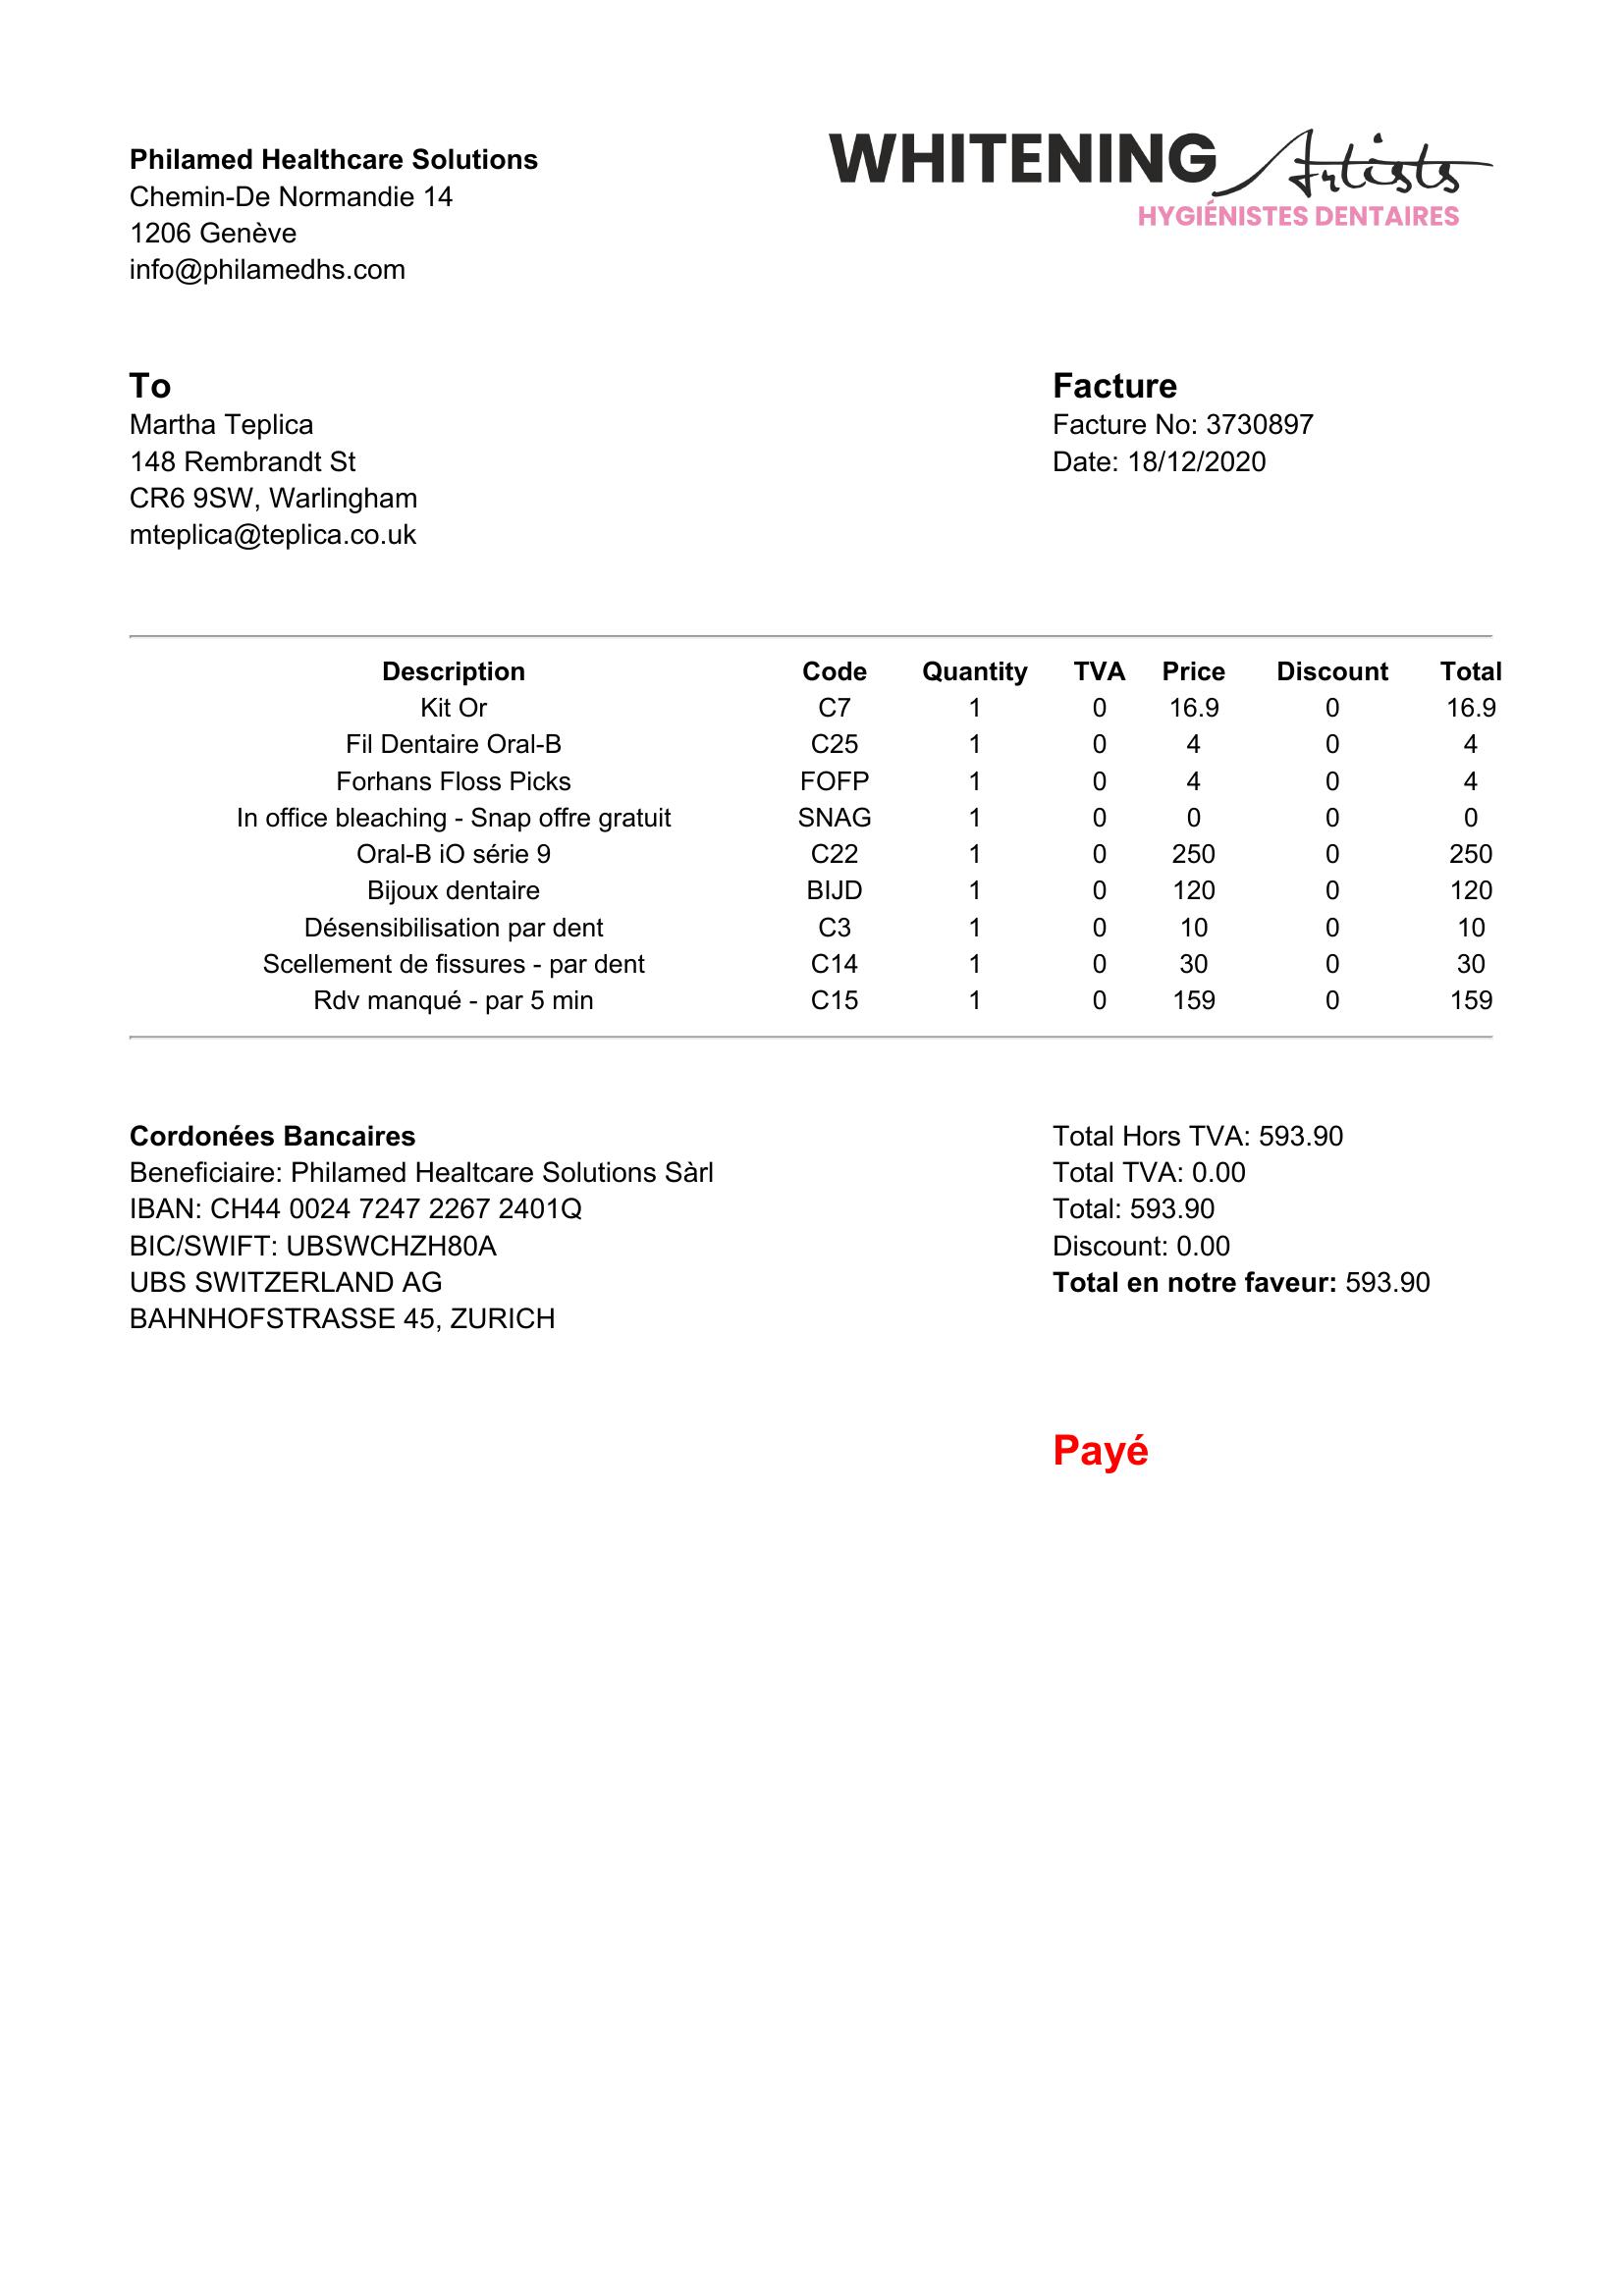 Philamed Healthcare Solutions
Chemin-De Normandie 14
1206 Genève
info@philamedhs.com
WHITENING Artists
HYGIÉNISTES DENTAIRES
To
Martha Teplica
148 Rembrandt St
CR6 9SW, Warlingham
mteplica@teplica.co.uk
Facture
Facture No: 3730897
Date: 18/12/2020
Description Code Quantity TVA Price Discount Total
Kit Or C7 1 0 16.9 0 16.9
Fil Dentaire Oral-B C25 1 0 4 0 4
Forhans Floss Picks FOFP 1 0 4 0 4
In office bleaching - Snap offre gratuit SNAG 1 0 0 0 0
Oral-B iO série 9 C22 1 0 250 0 250
Bijoux dentaire BIJD 1 0 120 0 120
Désensibilisation par dent C3 1 0 10 0 10
Scellement de fissures - par dent C14 1 0 30 0 30
Rdv manqué - par 5 min C15 1 0 159 0 159
Cordonées Bancaires
Beneficiaire: Philamed Healtcare Solutions Sàrl
IBAN: CH44 0024 7247 2267 2401Q
BIC/SWIFT: UBSWCHZH80A
UBS SWITZERLAND AG
BAHNHOFSTRASSE 45, ZURICH
Total Hors TVA: 593.90
Total TVA: 0.00
Total: 593.90
Discount: 0.00
Total en notre faveur: 593.90
Payé